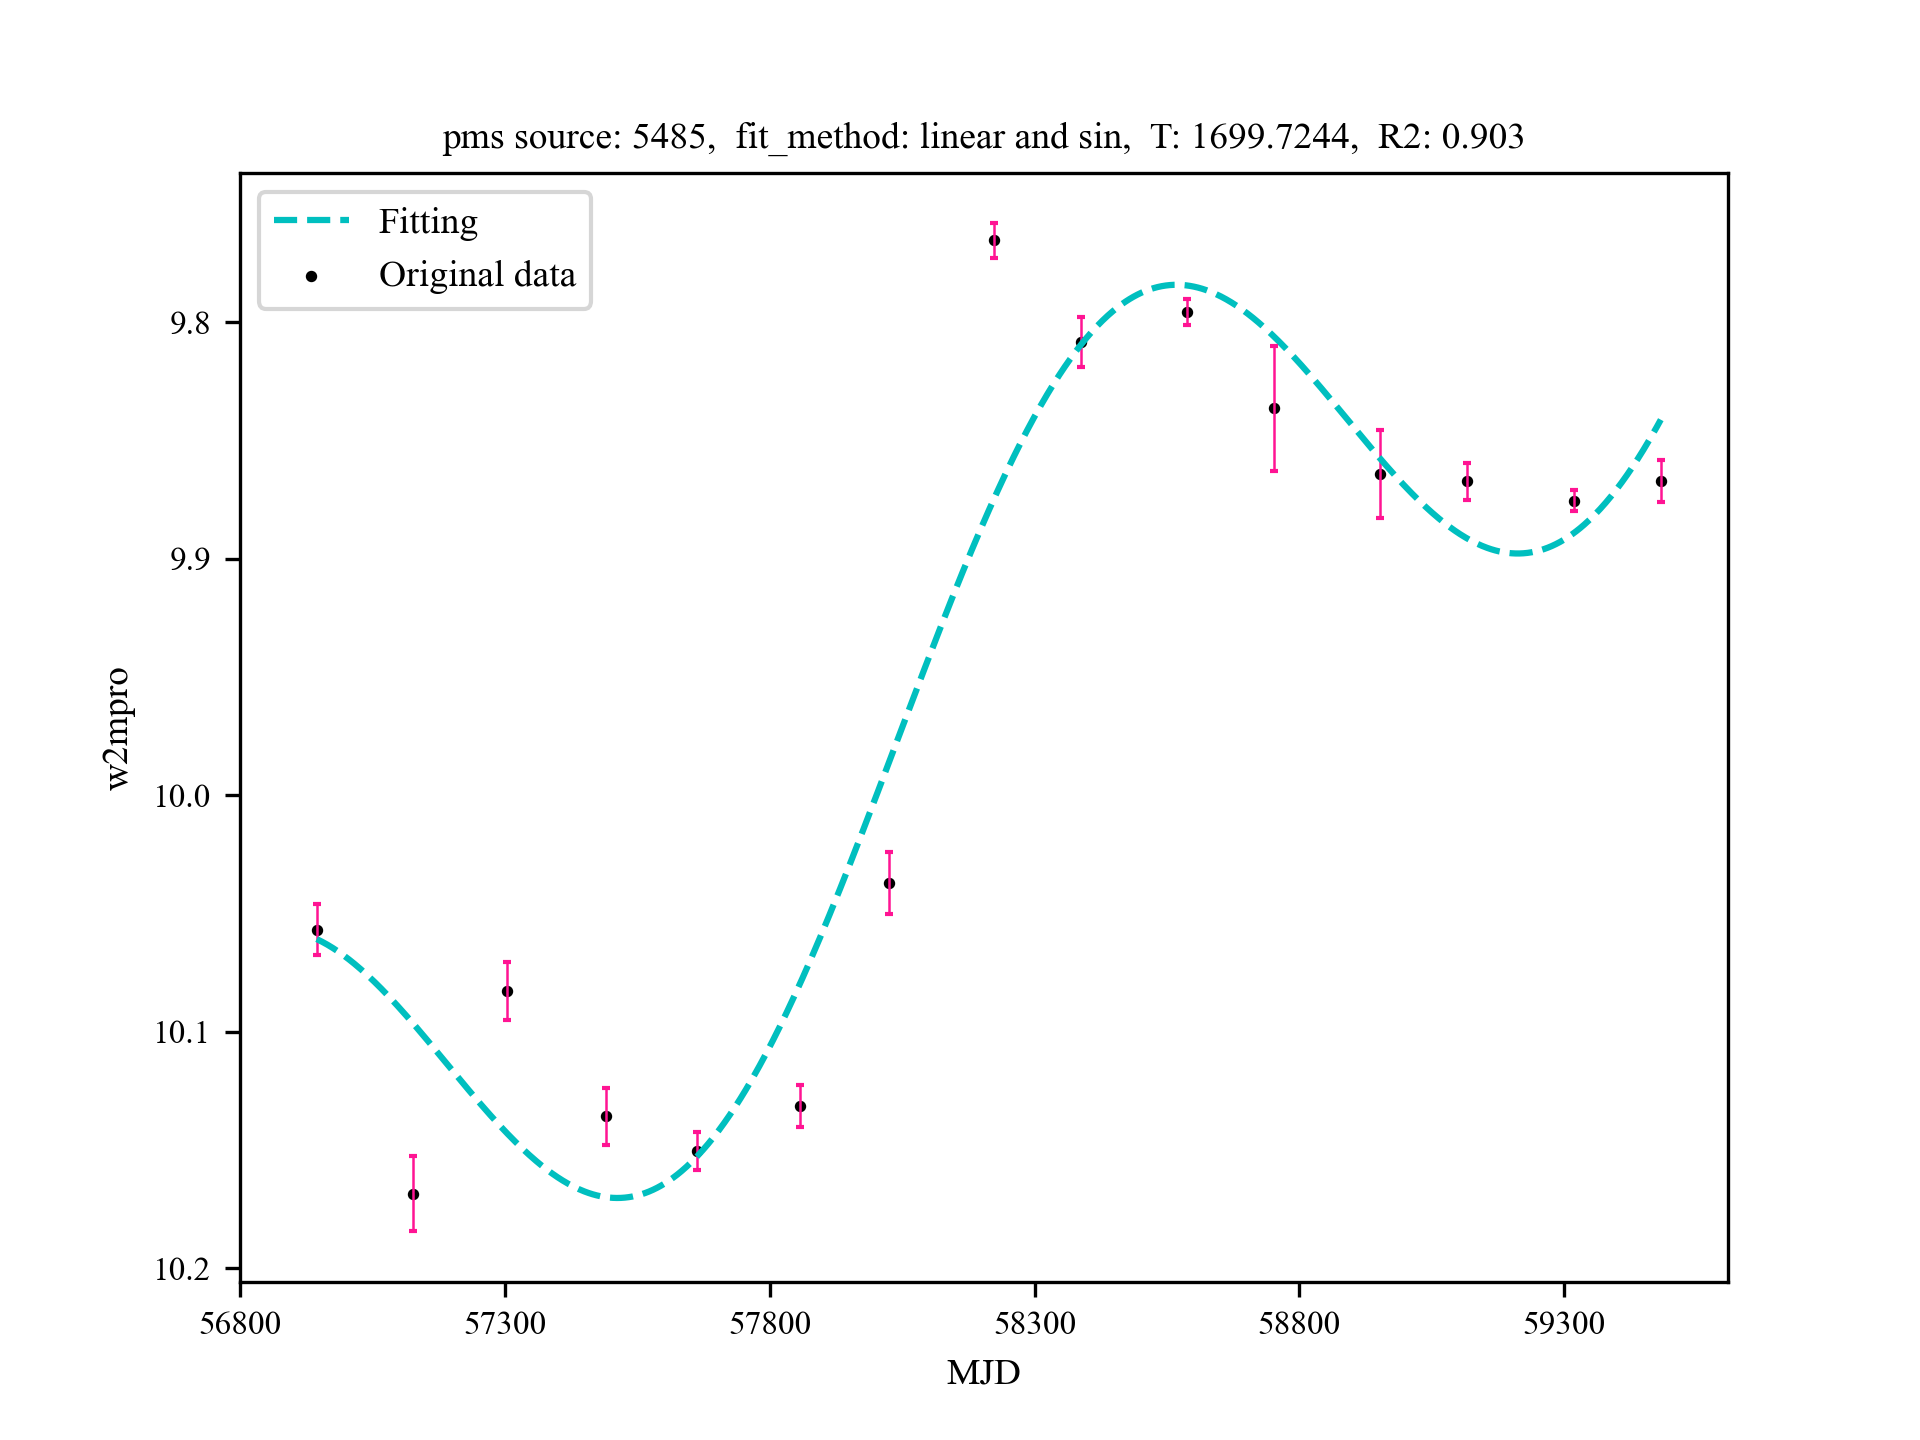 pms source: 5485,  fit_method: linear and sin,  T: 1699.7244,  R2: 0.903
Fitting
Original data
9.8
9.9
10.0
10.1
10.2
w2mpro
56800 57300 57800 58300 58800 59300
MJD